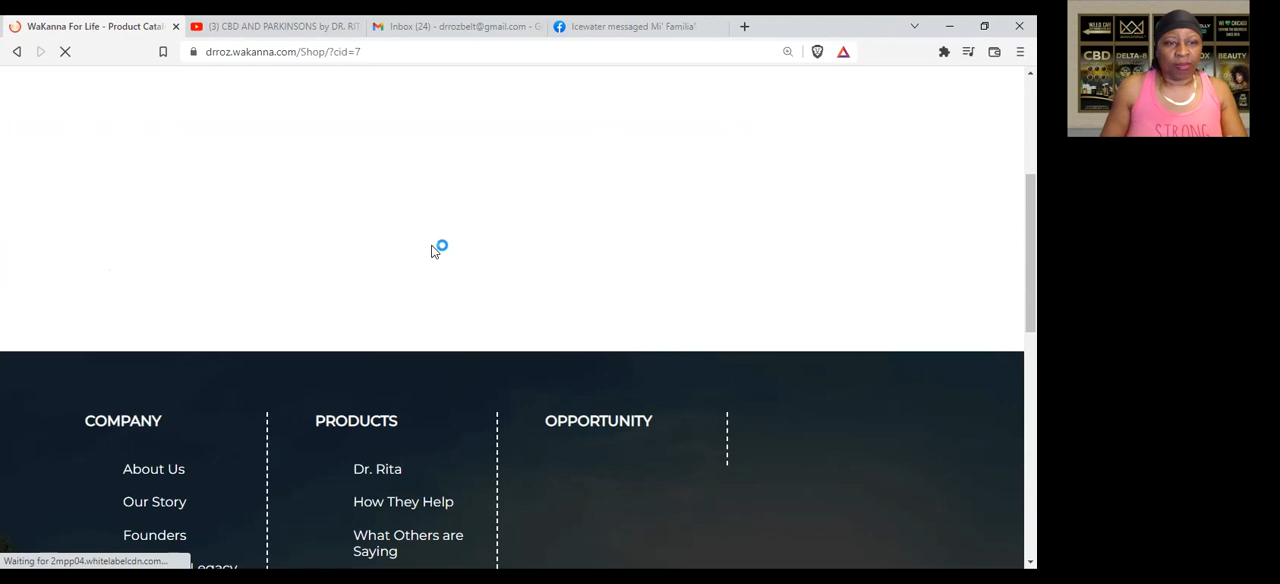 WaKanna For Life - Product Catal
(3) CBD AND PARKINSONS by DR. RIT
Inbox (24) - drrozbelt@gmail.com - G
Icewater messaged Mi' Familia'
drroz.wakanna.com/Shop/?cid=7
COMPANY
About Us
Our Story
Founders
Legacy
PRODUCTS
Dr. Rita
How They Help
What Others are
Saying
OPPORTUNITY
Waiting for 2mpp04.whitelabelcdn.com...
CBD
DELTA-8
BEAUTY
STRONG